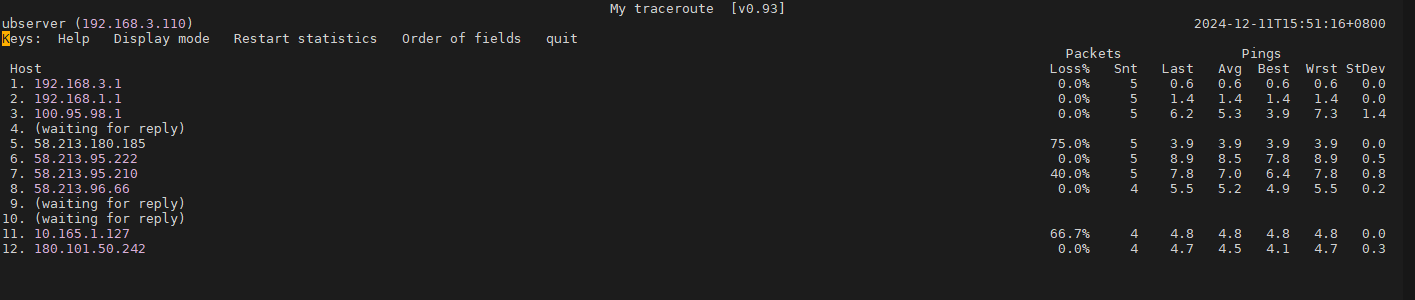 My traceroute  [v0.93]
ubserver (192.168.3.110) 2024-12-11T15:51:16+0800
Keys:  Help   Display mode   Restart statistics   Order of fields   quit
Packets               Pings
Host Loss%   Snt   Last   Avg  Best  Wrst StDev
1. 192.168.3.1 0.0%     5    0.6   0.6   0.6   0.6   0.0
2. 192.168.1.1 0.0%     5    1.4   1.4   1.4   1.4   0.0
3. 100.95.98.1 0.0%     5    6.2   5.3   3.9   7.3   1.4
4. (waiting for reply)
5. 58.213.180.185 75.0%     5    3.9   3.9   3.9   3.9   0.0
6. 58.213.95.222 0.0%     5    8.9   8.5   7.8   8.9   0.5
7. 58.213.95.210 40.0%     5    7.8   7.0   6.4   7.8   0.8
8. 58.213.96.66 0.0%     4    5.5   5.2   4.9   5.5   0.2
9. (waiting for reply)
10. (waiting for reply)
11. 10.165.1.127 66.7%     4    4.8   4.8   4.8   4.8   0.0
12. 180.101.50.242 0.0%     4    4.7   4.5   4.1   4.7   0.3